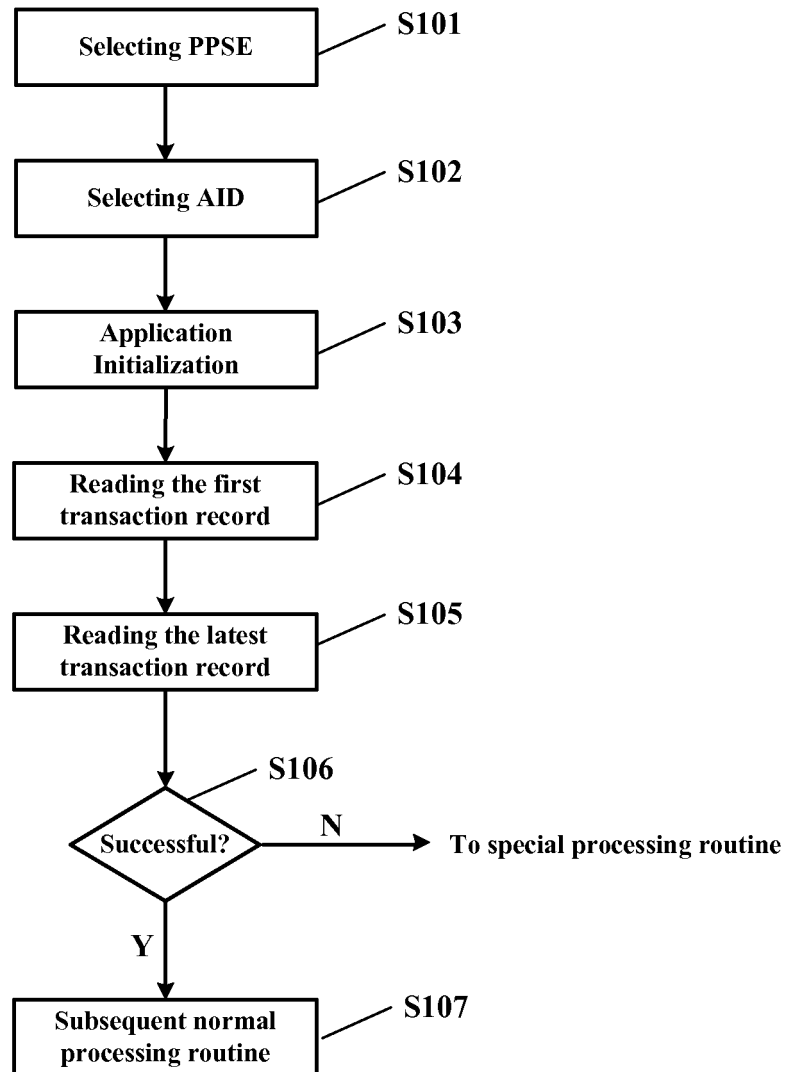 Selecting PPSE
S101
Selecting AID
S102
Application
Initialization
S103
Reading the first
transaction record
S104
Reading the latest
transaction record
S105
S106
Successful?
N
To special processing routine
Y
Subsequent normal
processing routine
S107